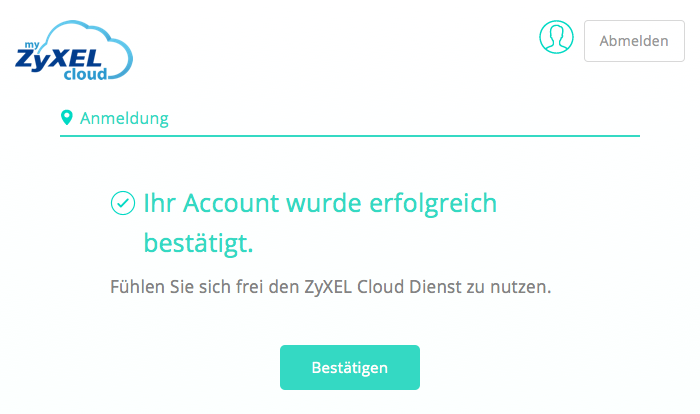 my
ZyXEL
cloud
Abmelden
Anmeldung
Ihr Account wurde erfolgreich
bestätigt.
Fühlen Sie sich frei den ZyXEL Cloud Dienst zu nutzen.
Bestätigen